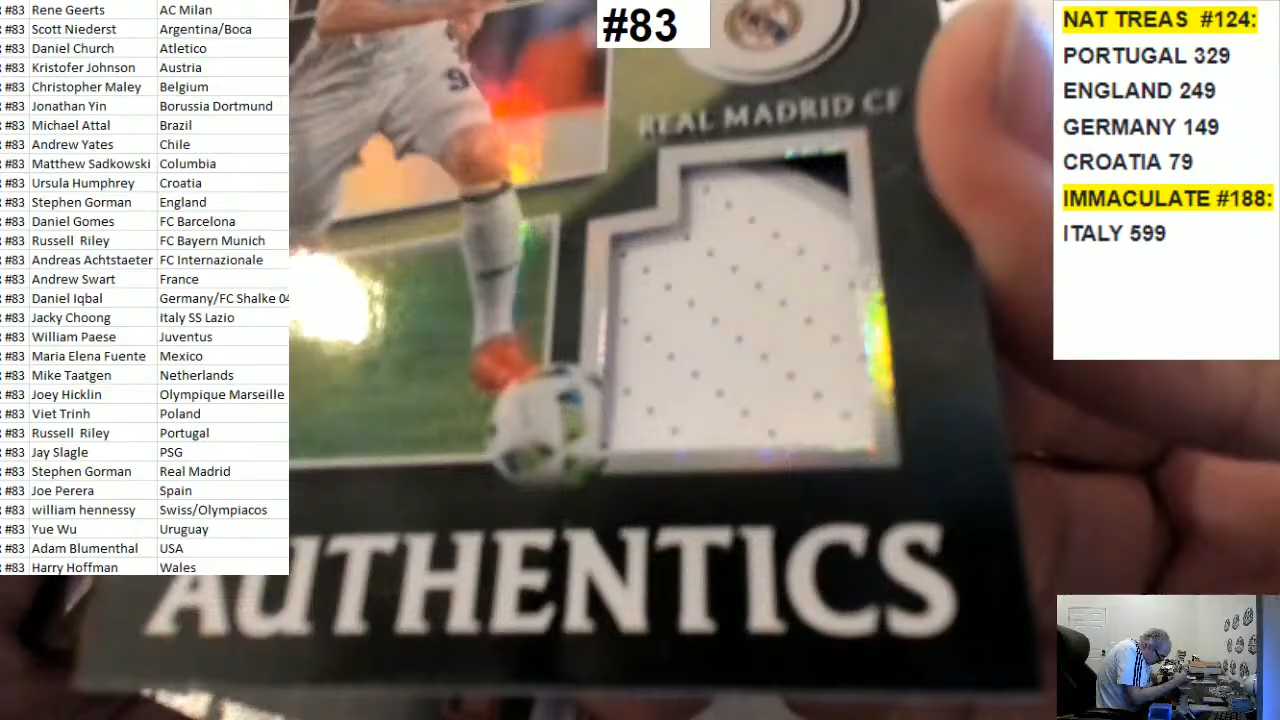 #83 Rene Geerts AC Milan
#83 Scott Niederst Argentina/Boca
#83 Daniel Church Atletico
#83 Kristofer Johnson Austria
#83 Christopher Maley Belgium
#83 Jonathan Yin Borussia Dortmund
#83 Michael Attal Brazil
#83 Andrew Yates Chile
#83 Matthew Sadkowski Columbia
#83 Ursula Humphrey Croatia
#83 Stephen Gorman England
#83 Daniel Gomes FC Barcelona
#83 Russell Riley FC Bayern Munich
#83 Andreas Achtstaeter FC Internazionale
#83 Andrew Swart France
#83 Daniel Iqbal Germany/FC Shalke 04
#83 Jacky Choong Italy SS Lazio
#83 William Paese Juventus
#83 Maria Elena Fuente Mexico
#83 Mike Taatgen Netherlands
#83 Joey Hicklin Olympique Marseille
#83 Viet Trinh Poland
#83 Russell Riley Portugal
#83 Jay Slagle PSG
#83 Stephen Gorman Real Madrid
#83 Joe Perera Spain
#83 william hennessy Swiss/Olympiacos
#83 Yue Wu Uruguay
#83 Adam Blumenthal USA
#83 Harry Hoffman Wales
#83
9
REAL MADRID CF
AUTHENTICS
NAT TREAS #124:
PORTUGAL 329
ENGLAND 249
GERMANY 149
CROATIA 79
IMMACULATE #188:
ITALY 599